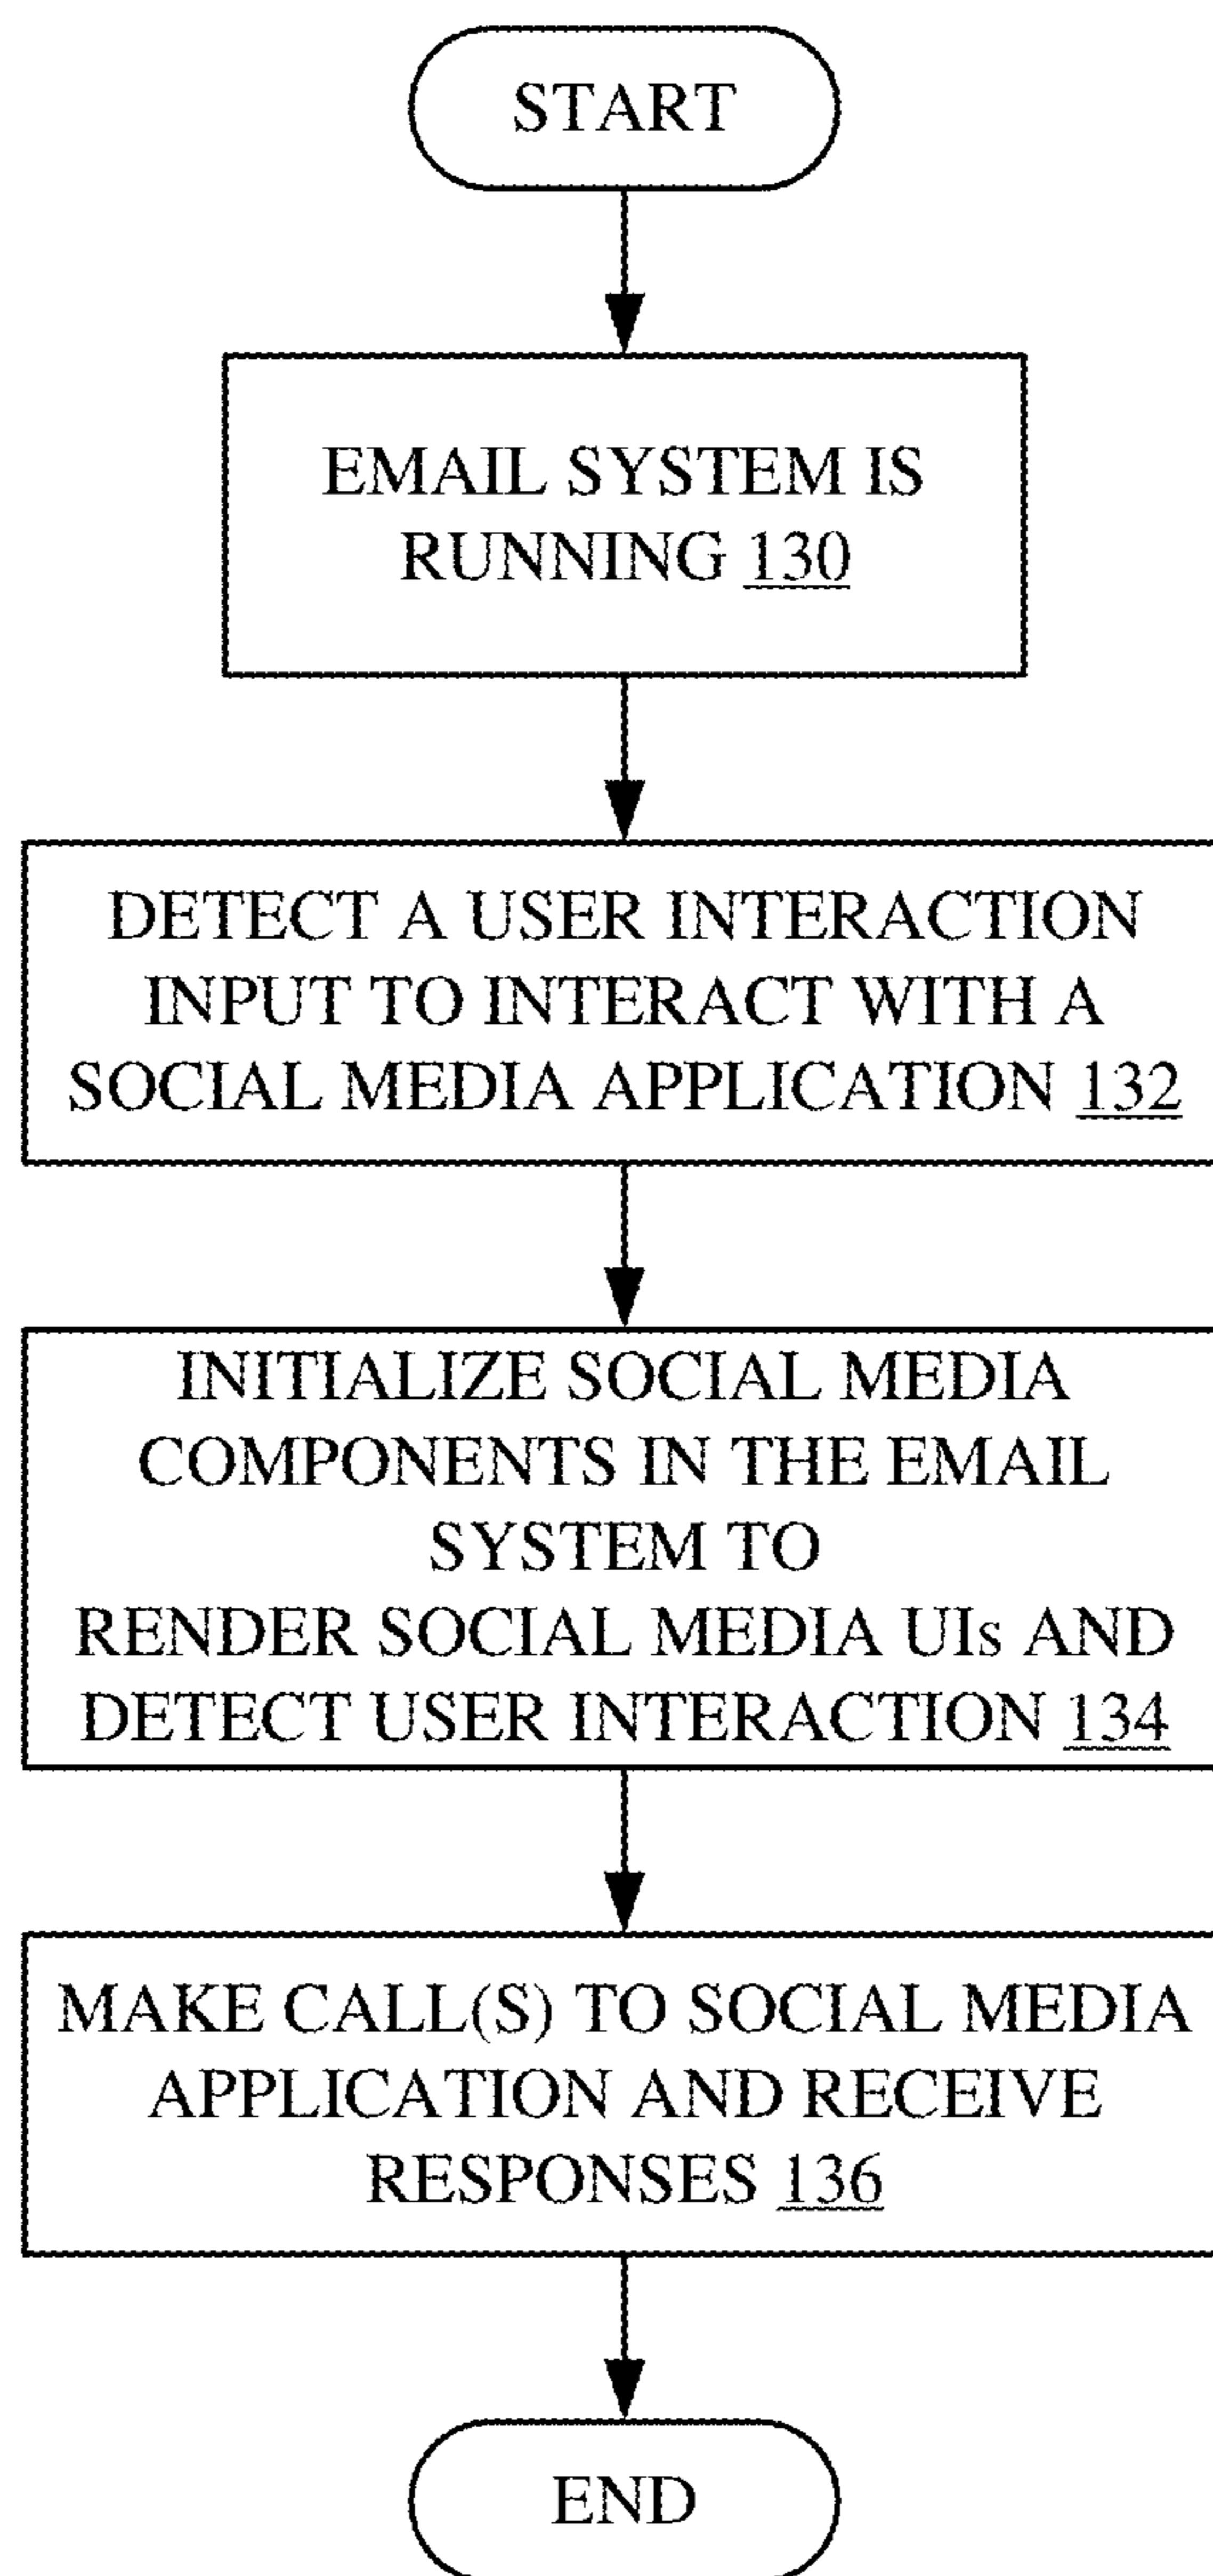 START
EMAIL SYSTEM IS
RUNNING 130
DETECT A USER INTERACTION
INPUT TO INTERACT WITH A
SOCIAL MEDIA APPLICATION 132
INITIALIZE SOCIAL MEDIA
COMPONENTS IN THE EMAIL
SYSTEM TO
RENDER SOCIAL MEDIA UIs AND
DETECT USER INTERACTION 134
MAKE CALL(S) TO SOCIAL MEDIA
APPLICATION AND RECEIVE
RESPONSES 136
END